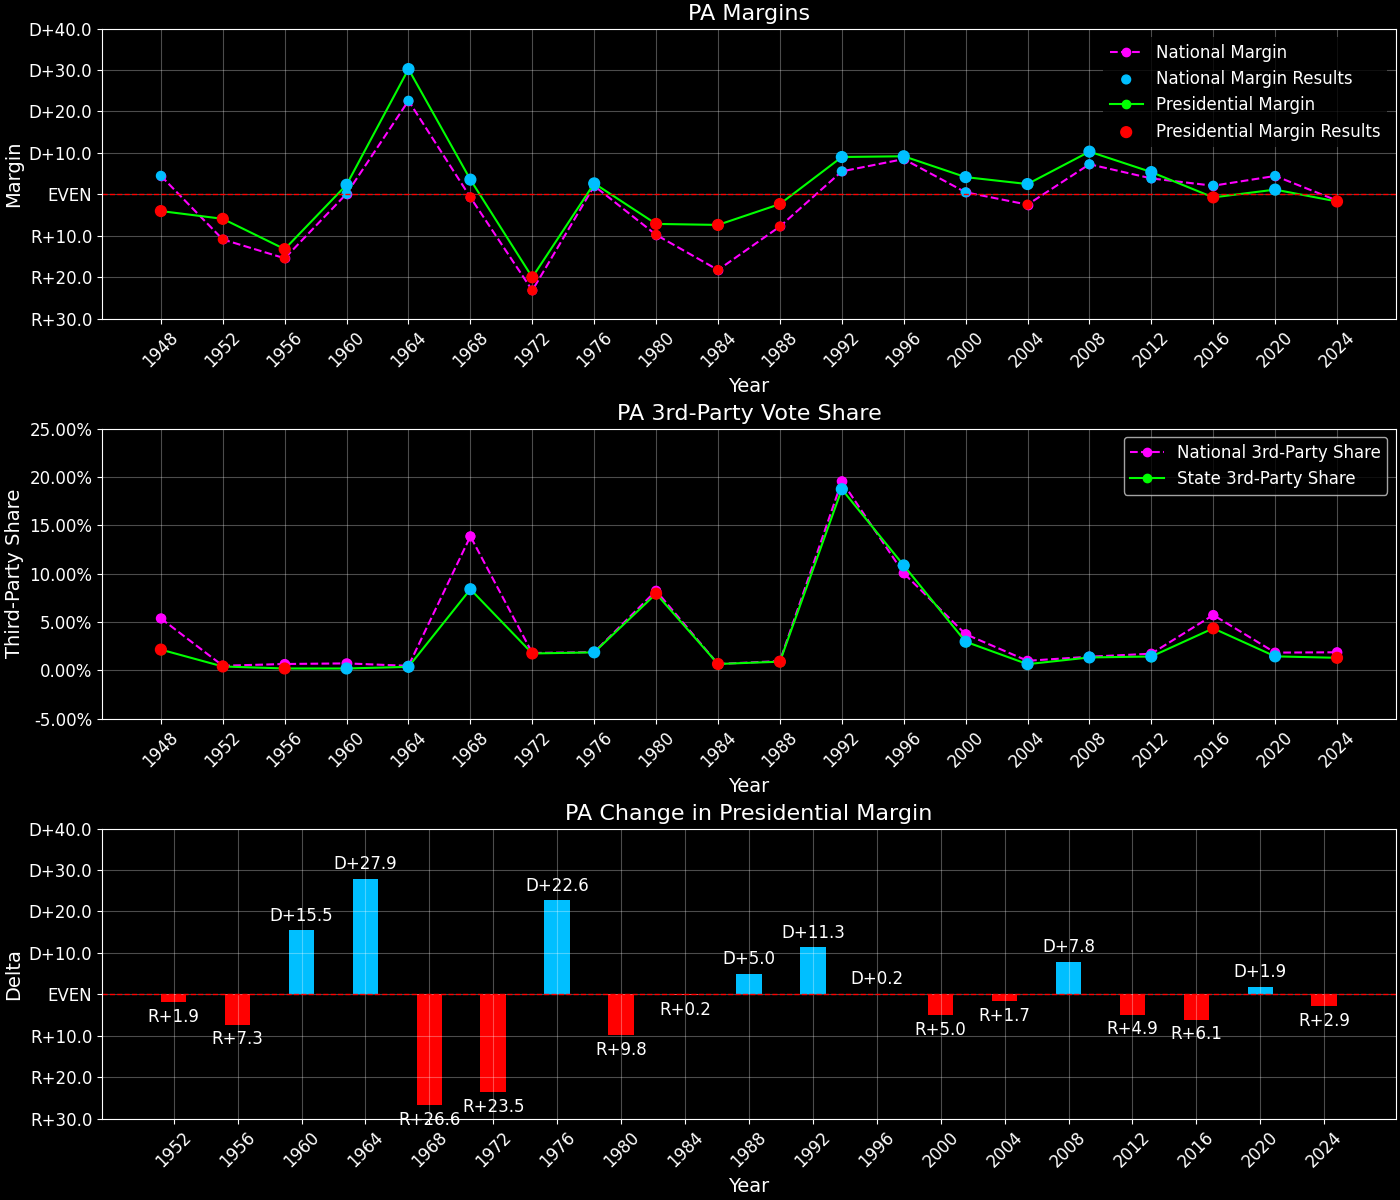 PA Margins
D+40.0
D+30.0
D+20.0
D+10.0
EVEN
R+10.0
R+20.0
R+30.0
Margin
National Margin
National Margin Results
Presidential Margin
Presidential Margin Results
1948 1952 1956 1960 1964 1968 1972 1976 1980 1984 1988 1992 1996 2000 2004 2008 2012 2016 2020 2024
Year
PA 3rd-Party Vote Share
25.00%
20.00%
15.00%
10.00%
5.00%
0.00%
-5.00%
Third-Party Share
National 3rd-Party Share
State 3rd-Party Share
1948 1952 1956 1960 1964 1968 1972 1976 1980 1984 1988 1992 1996 2000 2004 2008 2012 2016 2020 2024
Year
PA Change in Presidential Margin
D+40.0
D+30.0
D+20.0
D+10.0
EVEN
R+10.0
R+20.0
R+30.0
Delta
R+1.9
R+7.3
D+15.5
D+27.9
R+26.6
R+23.5
D+22.6
R+9.8
R+0.2
D+5.0
D+11.3
D+0.2
R+5.0
R+1.7
D+7.8
R+4.9
R+6.1
D+1.9
R+2.9
1952 1956 1960 1964 1968 1972 1976 1980 1984 1988 1992 1996 2000 2004 2008 2012 2016 2020 2024
Year